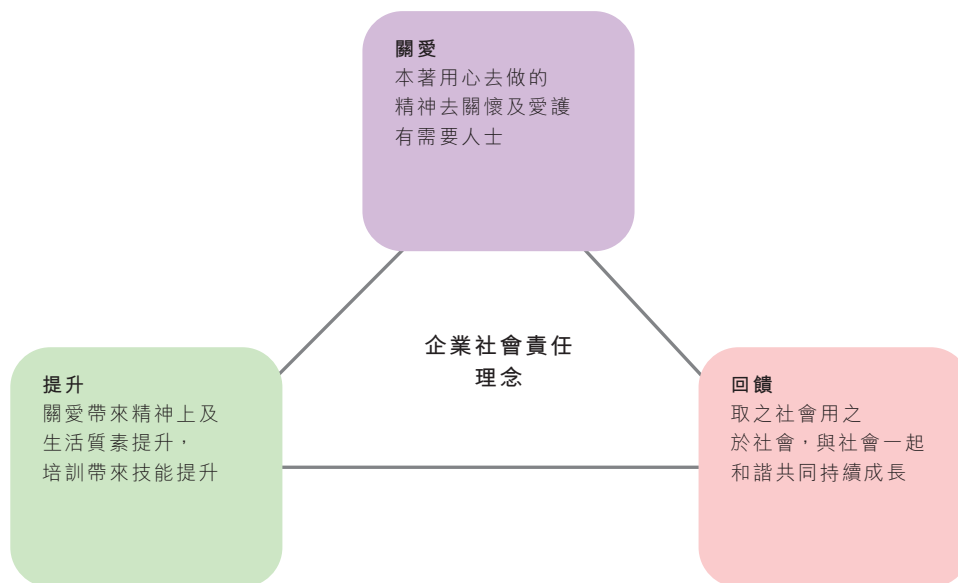 關愛
本著用心去做的
精神去關懷及愛護
有需要人士
企業社會責任
理念
提升
關愛帶來精神上及
生活質素提升，
培訓帶來技能提升
回饋
取之社會用之
於社會，與社會一起
和諧共同持續成長